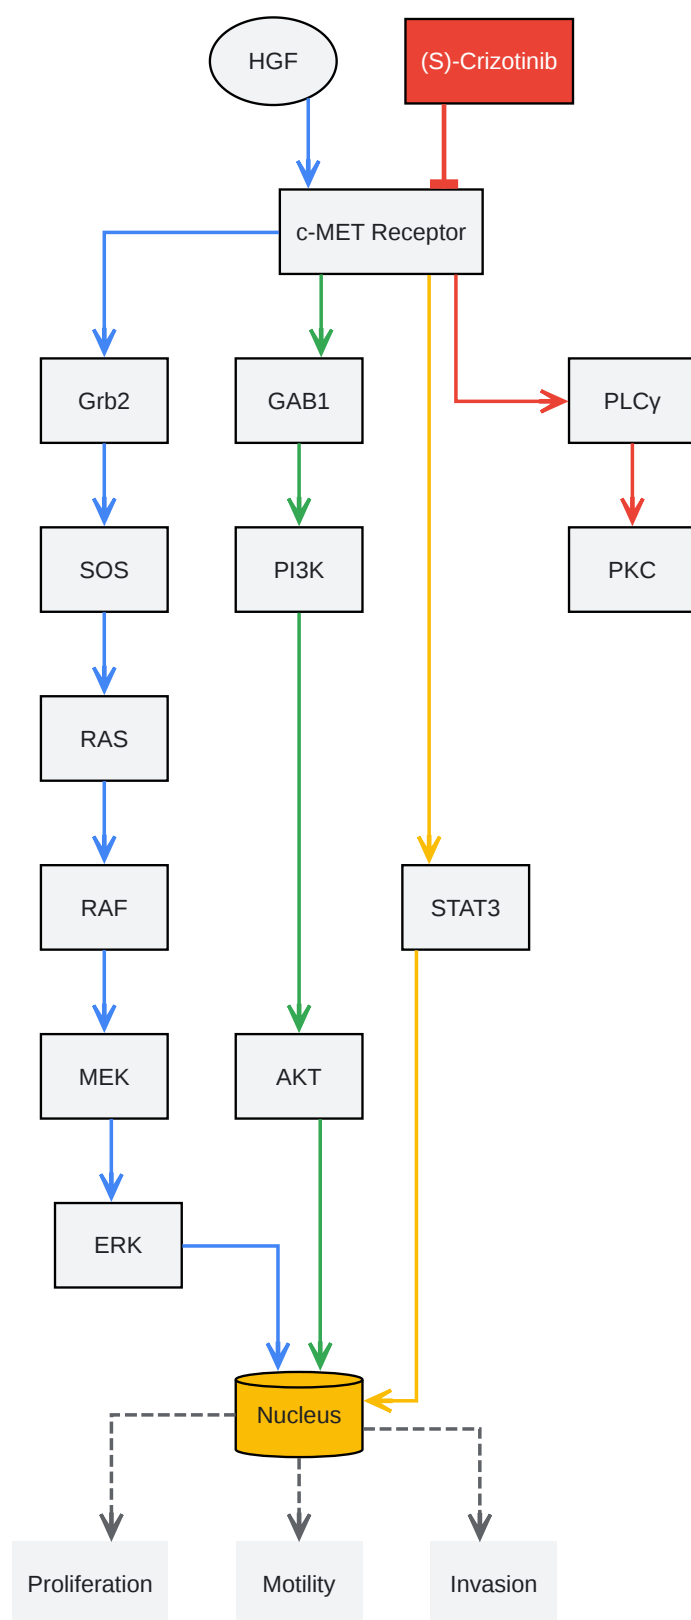 HGF
(S)-Crizotinib
c-MET Receptor
Grb2
GAB1
PLCγ
SOS
PI3K
PKC
RAS
RAF
STAT3
MEK
AKT
ERK
Nucleus
Proliferation
Motility
Invasion